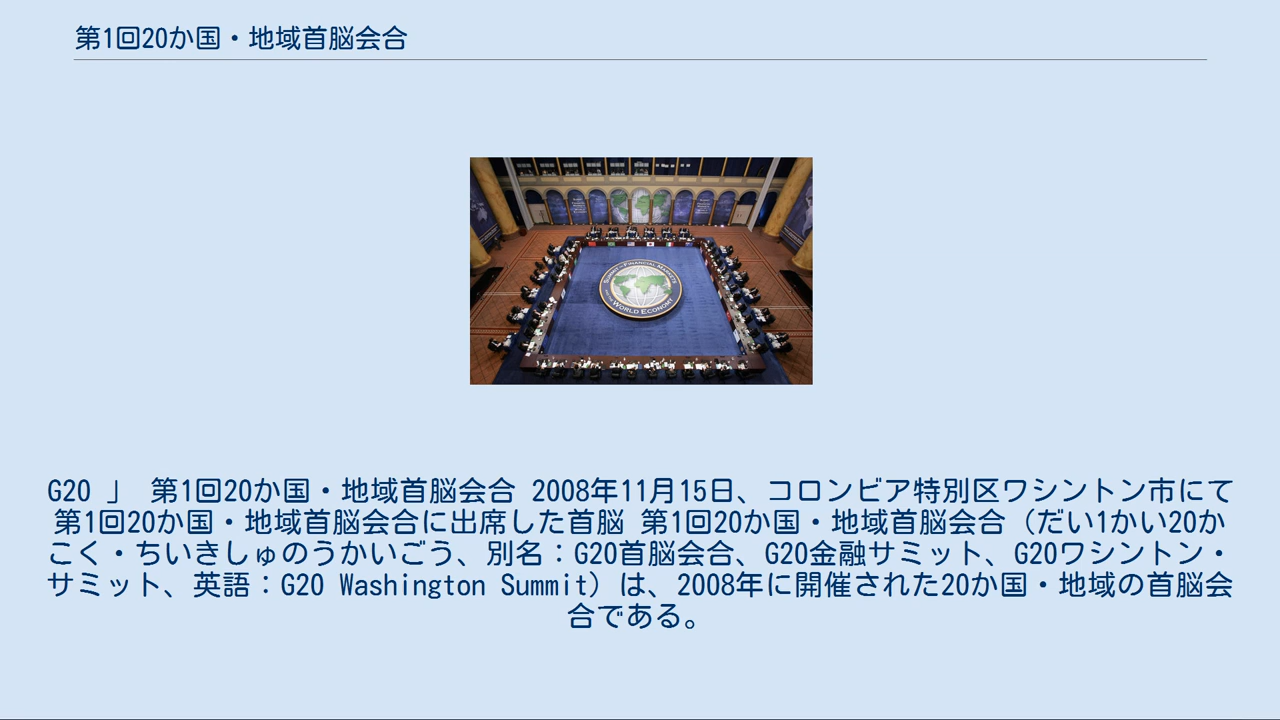 第1回20か国・地域首脳会合
SUMMIT ON FINANCIAL MARKETS
AND THE WORLD ECONOMY
G20 」 第1回20か国・地域首脳会合 2008年11月15日、コロンビア特別区ワシントン市にて
第1回20か国・地域首脳会合に出席した首脳 第1回20か国・地域首脳会合（だい1かい20か
こく・ちいきしゅのうかいごう、別名：G20首脳会合、G20金融サミット、G20ワシントン・
サミット、英語：G20 Washington Summit）は、2008年に開催された20か国・地域の首脳会
合である。